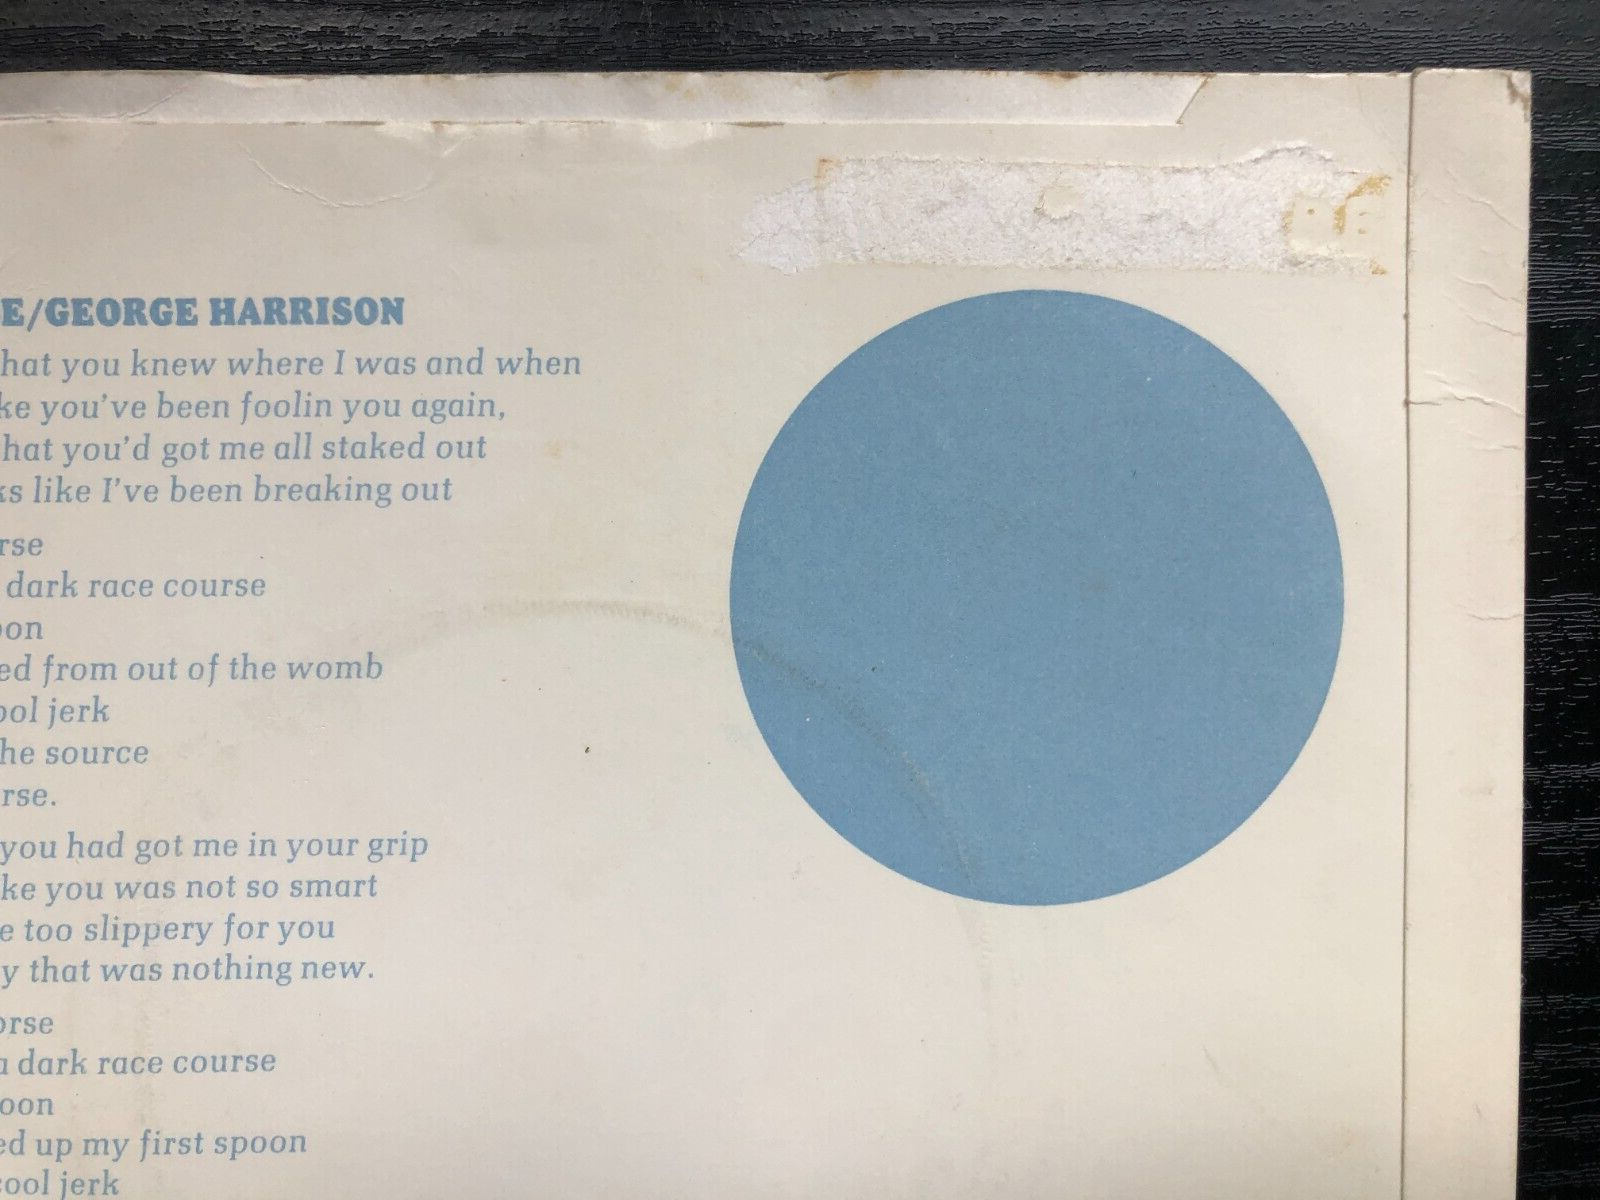 E/GEORGE HARRISON
hat you knew where I was and when
ke you've been foolin you again,
hat you'd got me all staked out
ks like I've been breaking out
rse
dark race course
oon
ed from out of the womb
ool jerk
he source
rse.
you had got me in your grip
ke you was not so smart
e too slippery for you
y that was nothing new.
orse
a dark race course
oon
ed up my first spoon
cool jerk